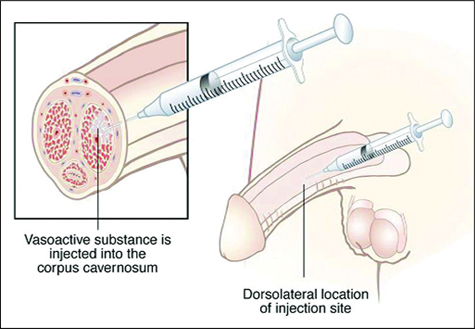 Vasoactive substance is
injected into the
corpus cavernosum
Dorsolateral location
of injection site